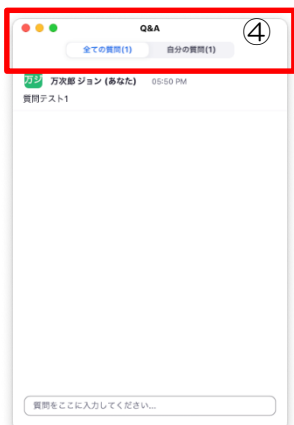 Q&A
④
全ての質問(1) 自分の質問(1)
万ジ 万次郎 ジョン (あなた) 05:50 PM
質問テスト1
質問をここに入力してください...